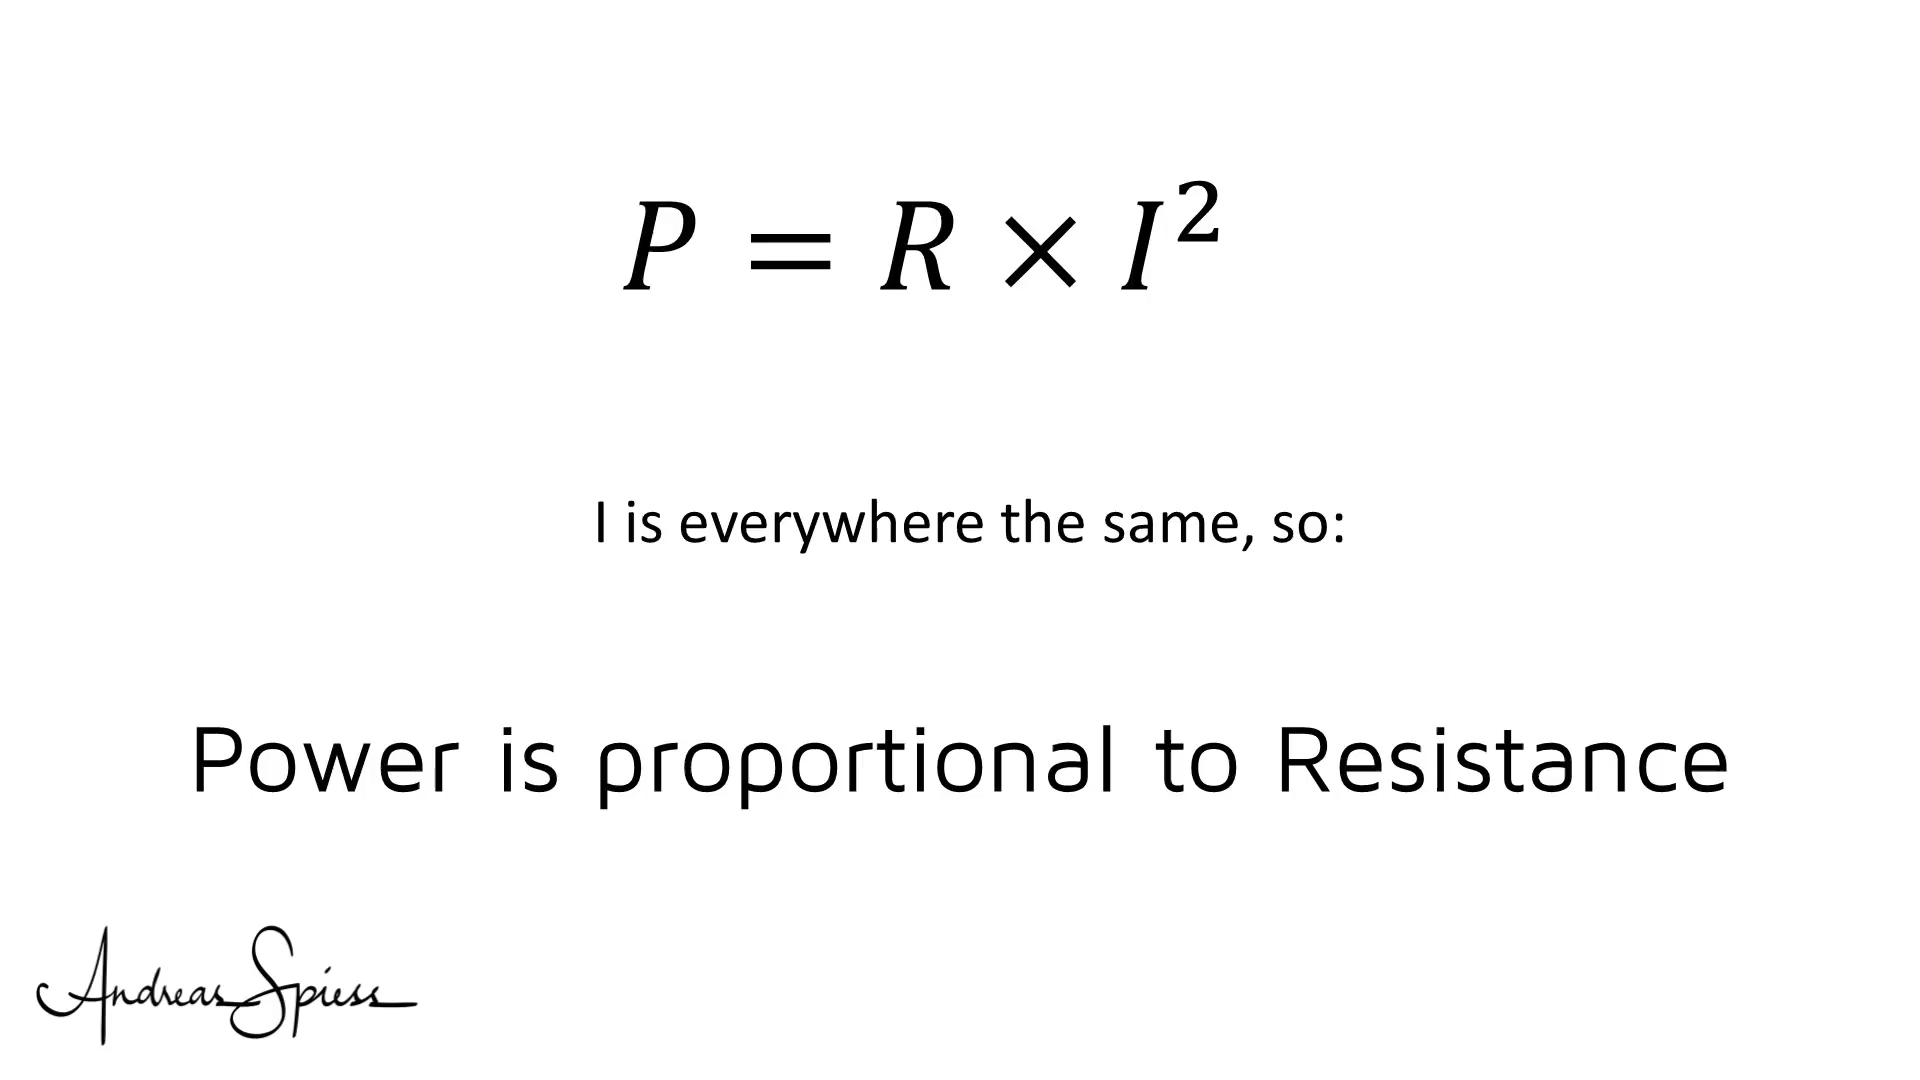 P = R × I²
I is everywhere the same, so:
Power is proportional to Resistance
Andreas Spiess